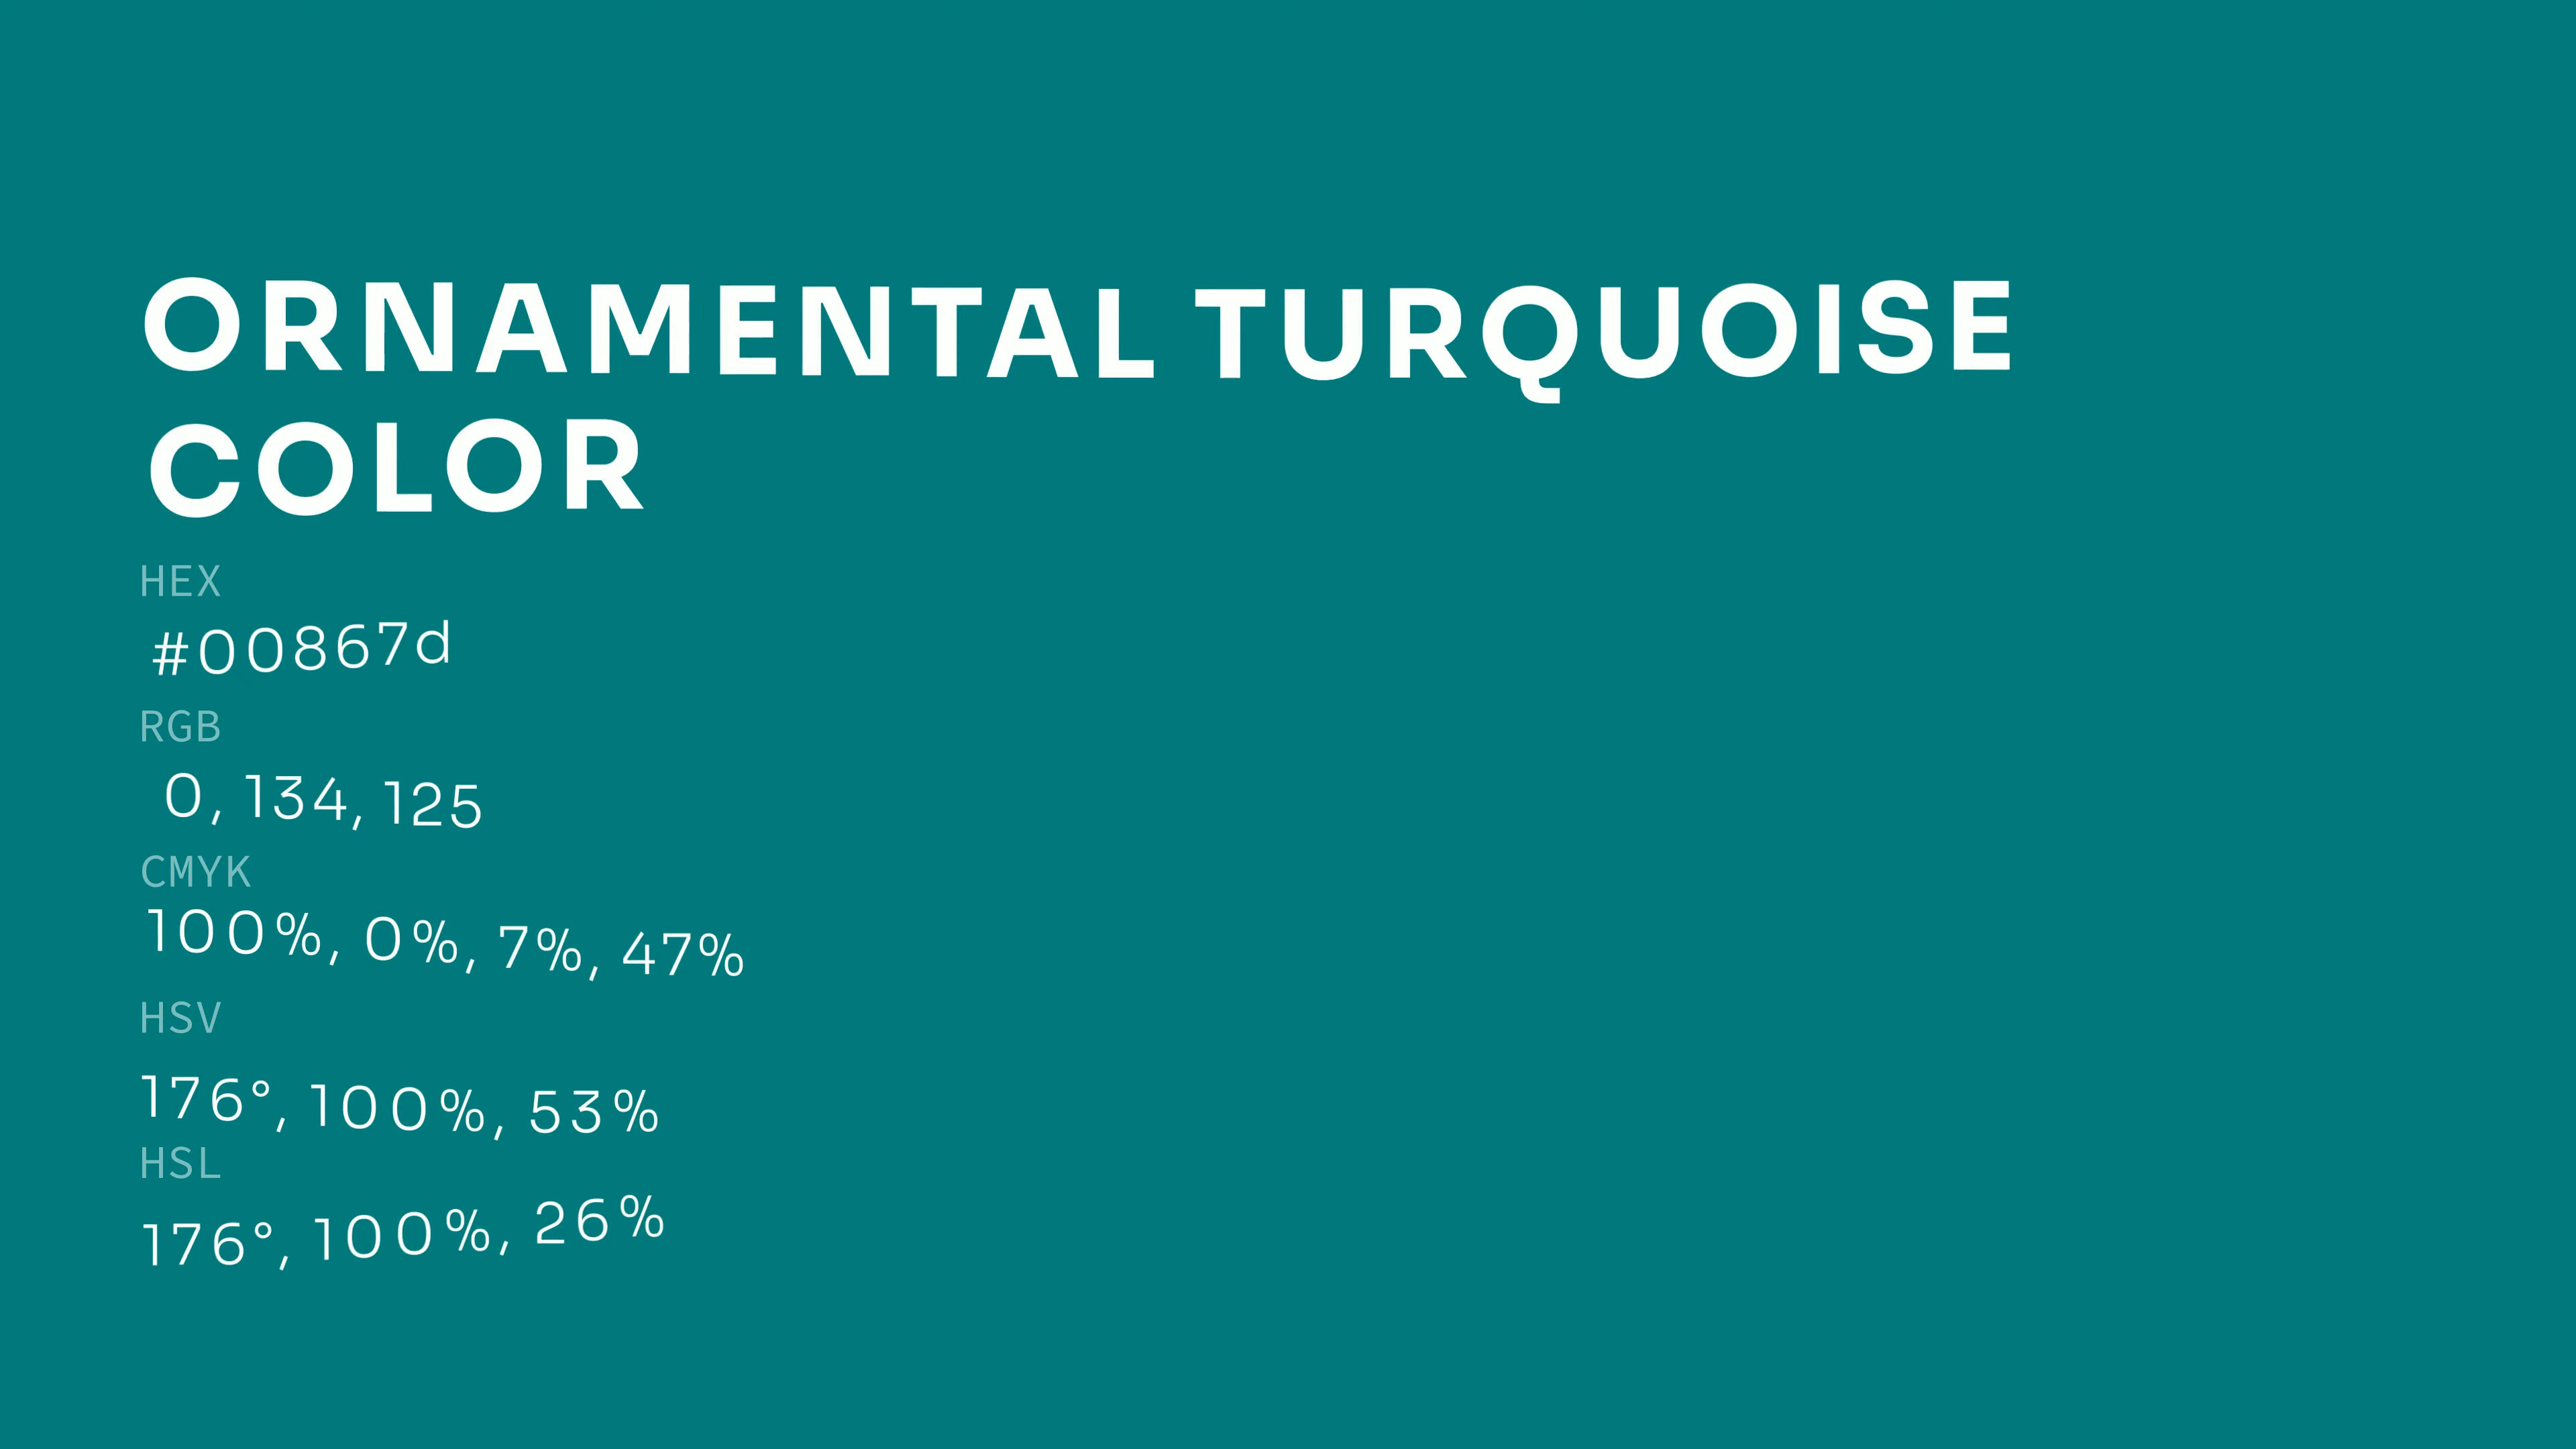 ORNAMENTAL TURQUOISE
COLOR
HEX
#00867d
RGB
0, 134, 125
CMYK
100%, 0%, 7%, 47%
HSV
176°, 100%, 53%
HSL
176°, 100%, 26%